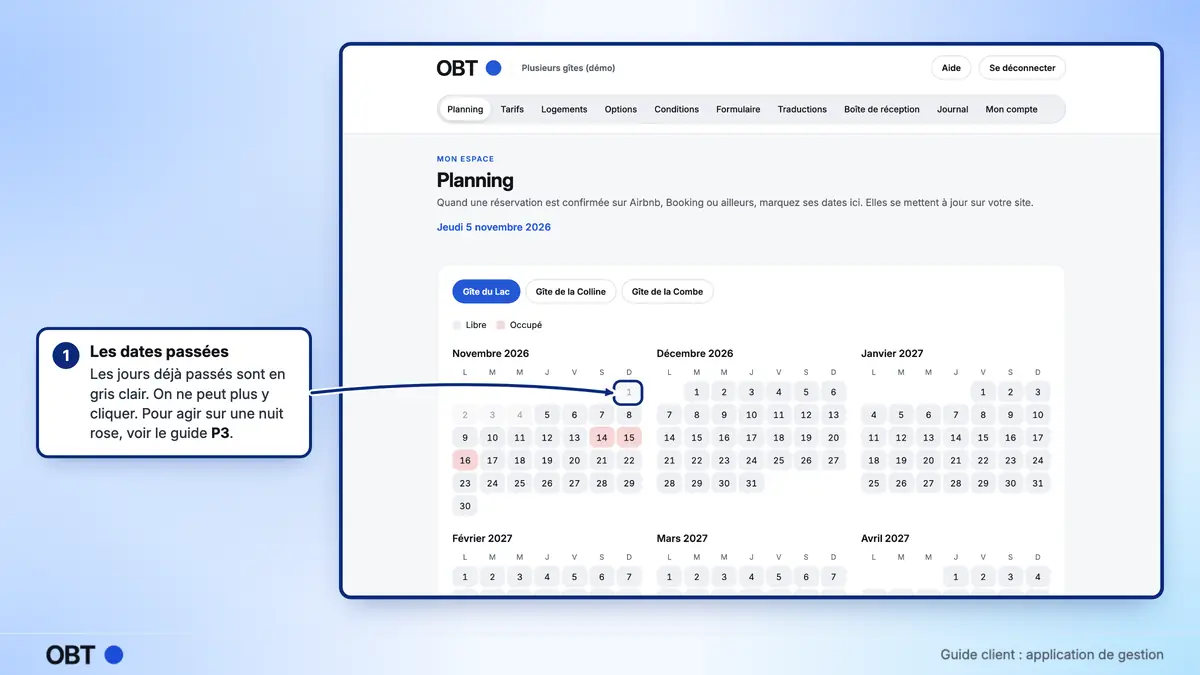 OBT
Plusieurs gîtes (démo)
Aide
Se déconnecter
Planning
Tarifs
Logements
Options
Conditions
Formulaire
Traductions
Boîte de réception
Journal
Mon compte
MON ESPACE
Planning
Quand une réservation est confirmée sur Airbnb, Booking ou ailleurs, marquez ses dates ici. Elles se mettent à jour sur votre site.
Jeudi 5 novembre 2026
Gîte du Lac
Gîte de la Colline
Gîte de la Combe
Libre
Occupé
Novembre 2026
L M M J V S D
1
2 3 4 5 6 7 8
9 10 11 12 13 14 15
16 17 18 19 20 21 22
23 24 25 26 27 28 29
30
Décembre 2026
L M M J V S D
1 2 3 4 5 6
7 8 9 10 11 12 13
14 15 16 17 18 19 20
21 22 23 24 25 26 27
28 29 30 31
Janvier 2027
L M M J V S D
1 2 3
4 5 6 7 8 9 10
11 12 13 14 15 16 17
18 19 20 21 22 23 24
25 26 27 28 29 30 31
Février 2027
L M M J V S D
1 2 3 4 5 6 7
Mars 2027
L M M J V S D
1 2 3 4 5 6 7
Avril 2027
L M M J V S D
1 2 3 4
1
Les dates passées
Les jours déjà passés sont en
gris clair. On ne peut plus y
cliquer. Pour agir sur une nuit
rose, voir le guide P3.
OBT
Guide client : application de gestion